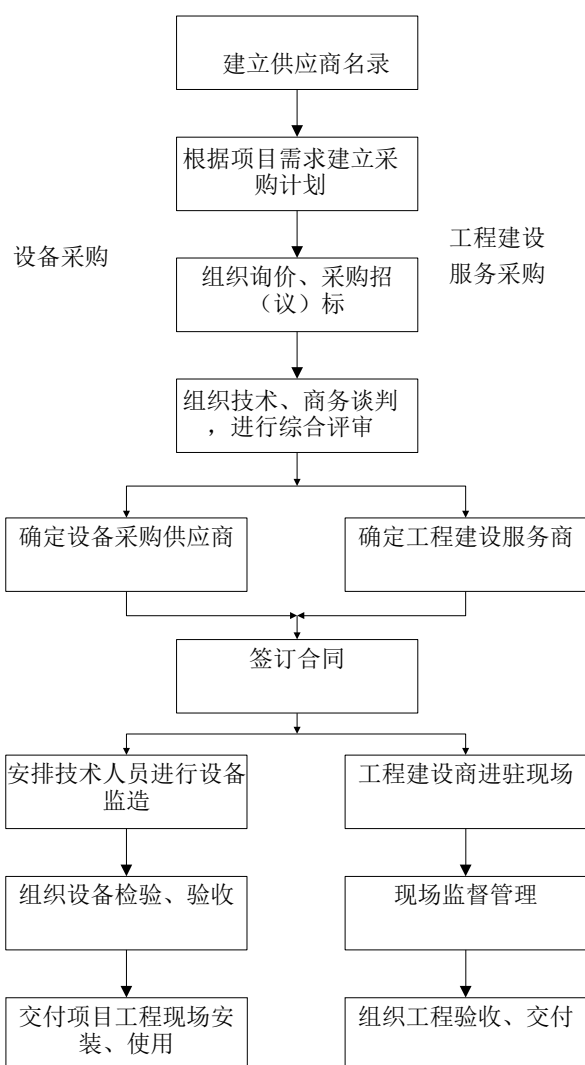 建立供应商名录
根据项目需求建立采
购计划
设备采购
工程建设
服务采购
组织询价、采购招
（议）标
组织技术、商务谈判
，进行综合评审
确定设备采购供应商
确定工程建设服务商
签订合同
安排技术人员进行设备
监造
工程建设商进驻现场
组织设备检验、验收
现场监督管理
交付项目工程现场安
装、使用
组织工程验收、交付